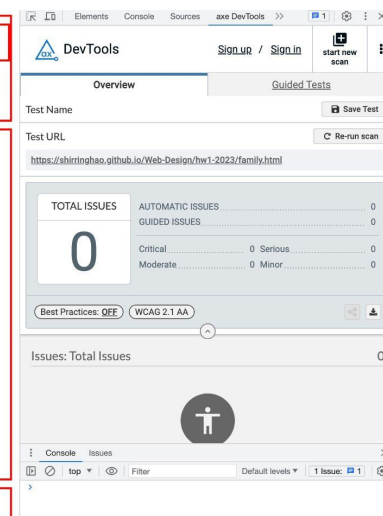 Elements Console Sources axe DevTools >> 1
ax DevTools Sign up / Sign in start new scan
Overview Guided Tests
Test Name Save Test
Test URL Re-run scan
https://shirringhao.github.io/Web-Design/hw1-2023/family.html
TOTAL ISSUES
0
AUTOMATIC ISSUES 0
GUIDED ISSUES 0
Critical 0 Serious 0
Moderate 0 Minor 0
Best Practices: OFF WCAG 2.1 AA
Issues: Total Issues 0
Console Issues
top Filter Default levels 1 Issue: 1